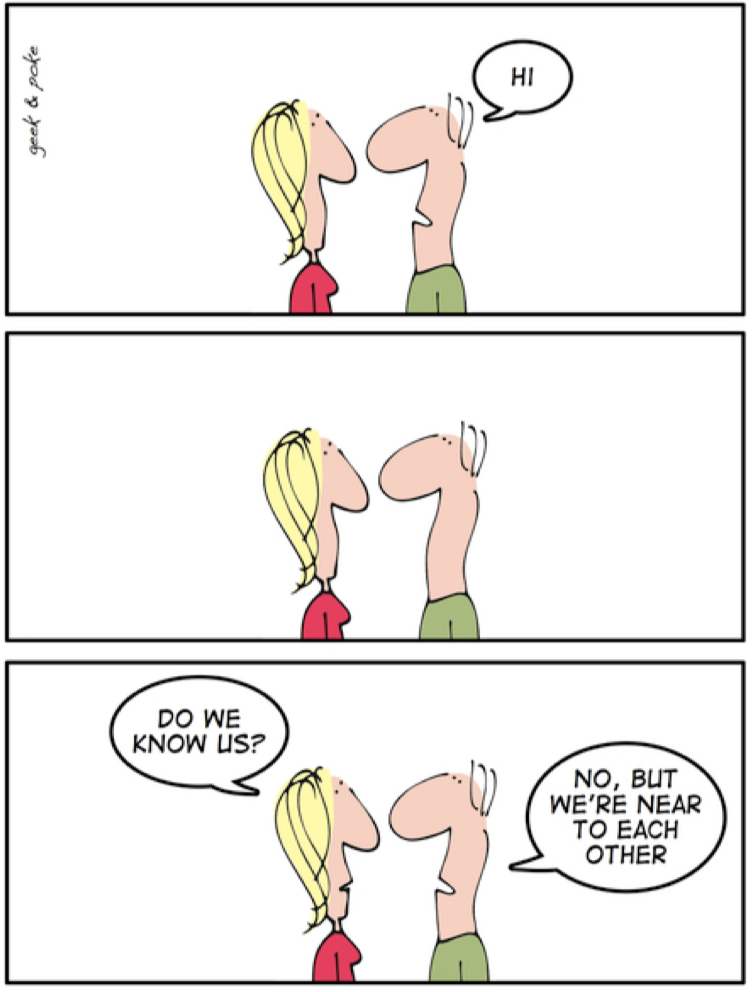 geek & poke
HI
DO WE
KNOW US?
NO, BUT
WE'RE NEAR
TO EACH
OTHER